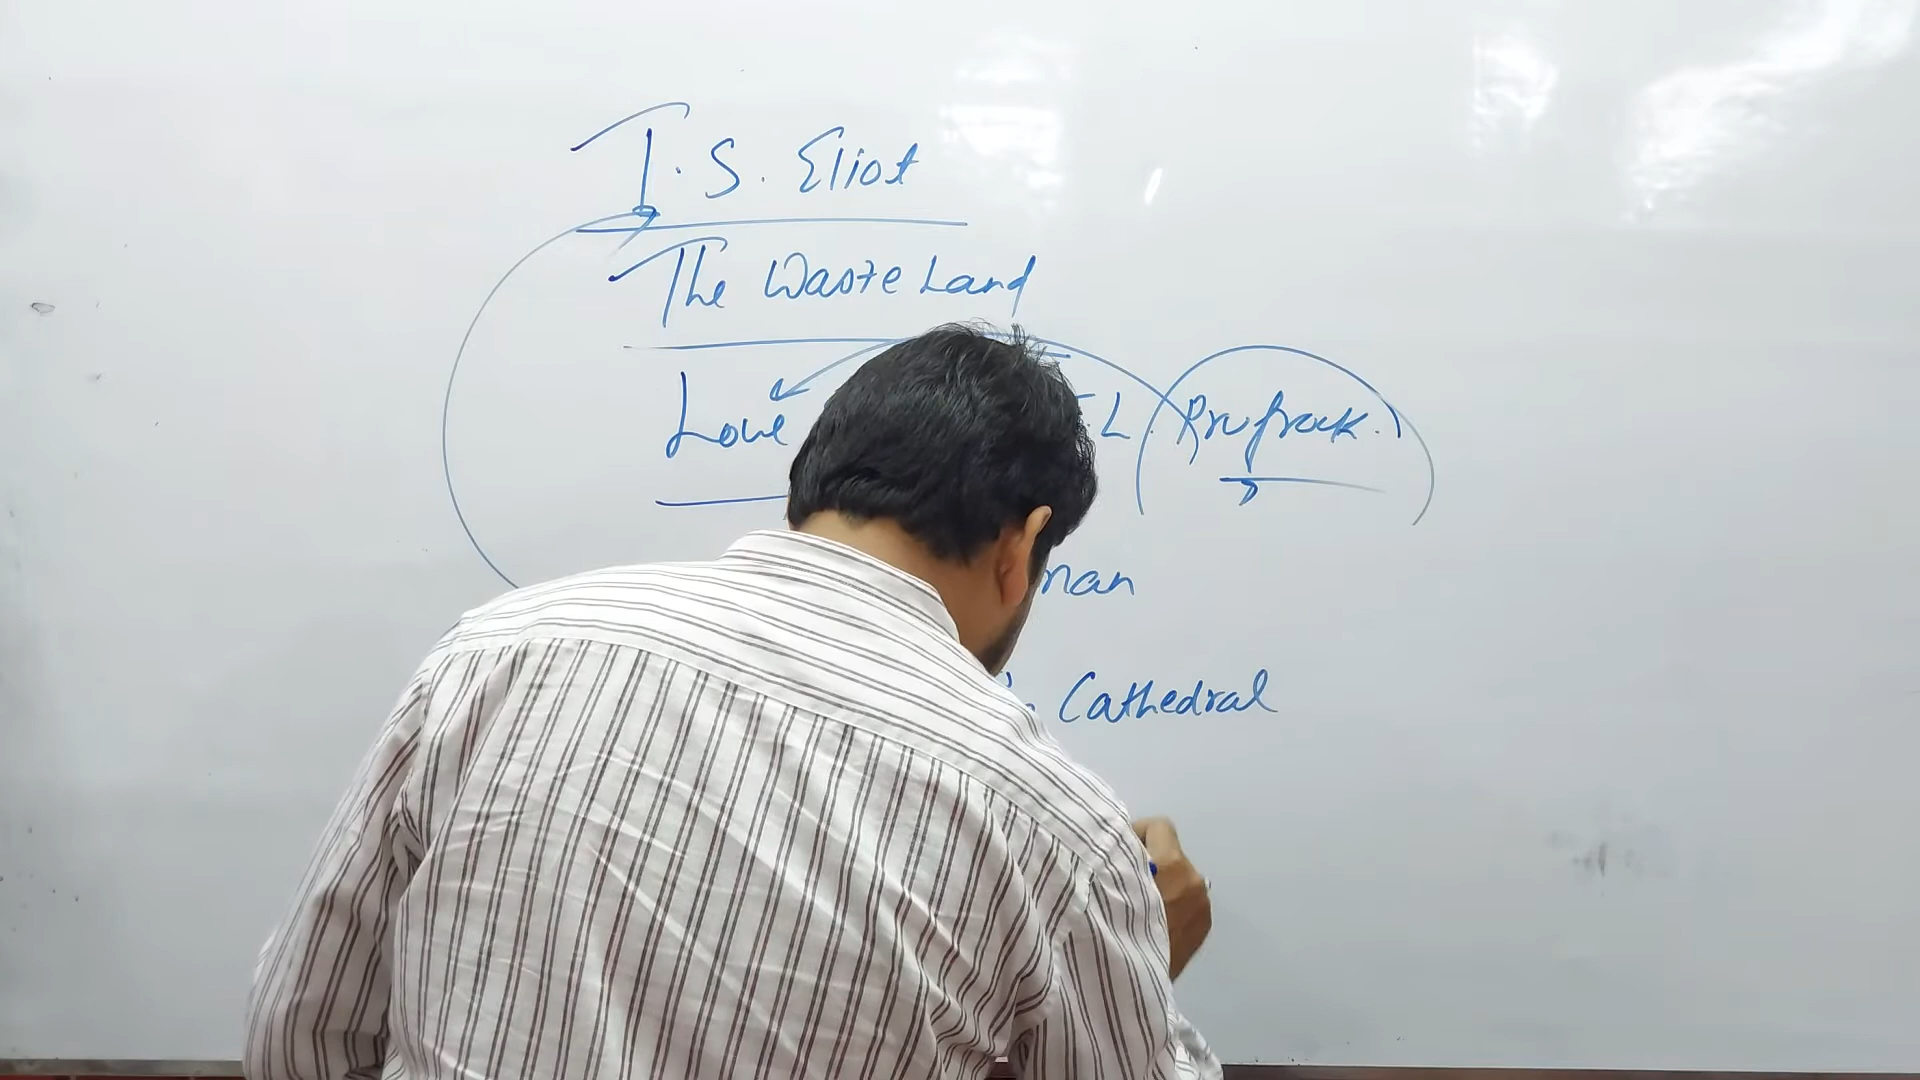 T. S. Eliot
The Waste Land
Love L. Prufrock.
man
Cathedral